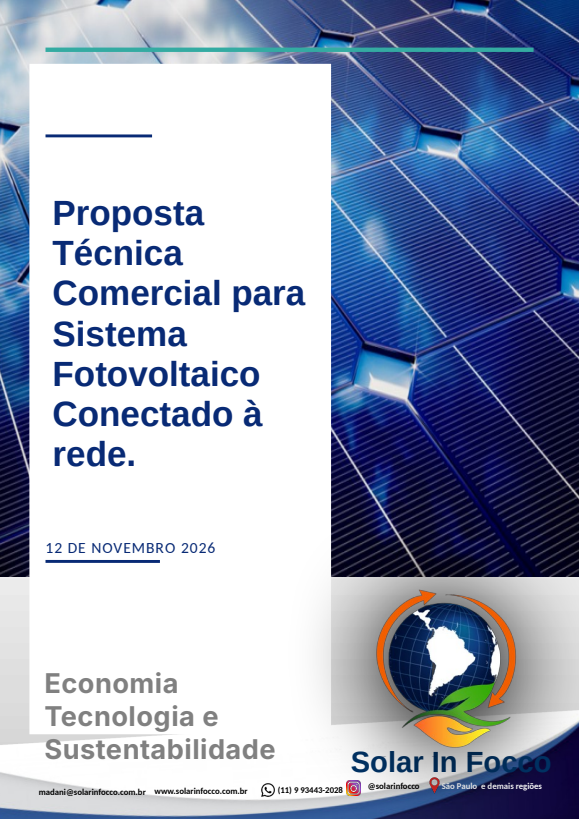 Proposta
Técnica
Comercial para
Sistema
Fotovoltaico
Conectado à
rede.
12 DE NOVEMBRO 2026
Economia
Tecnologia e
Sustentabilidade
Solar In Focco
madani@solarinfocco.com.br www.solarinfocco.com.br (11) 9 93443-2028 @solarinfocco São Paulo e demais regiões